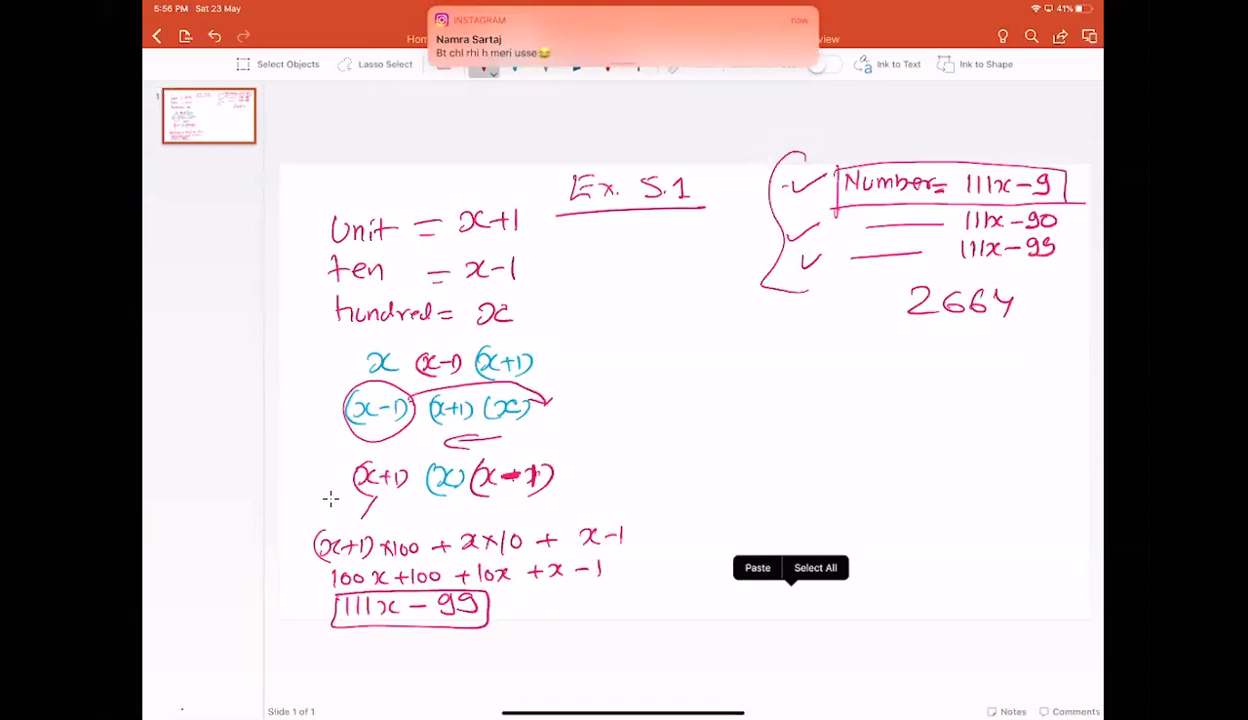 5:56 PM Sat 23 May
41%
INSTAGRAM
now
Namra Sartaj
Bt chl rhi h meri usse😂
Hom
view
Select Objects
Lasso Select
Ink to Text
Ink to Shape
1
Ex. 5.1
Unit = x+1
ten = x-1
hundred = x
x (x-1) (x+1)
(x-1) (x+1) (x)
(x+1) (x) (x-1)
(x+1)×100 + x×10 + x-1
100x+100 +10x +x -1
111x - 99
Number= 111x-9
111x-90
111x-99
2664
Paste
Select All
Slide 1 of 1
Notes
Comments